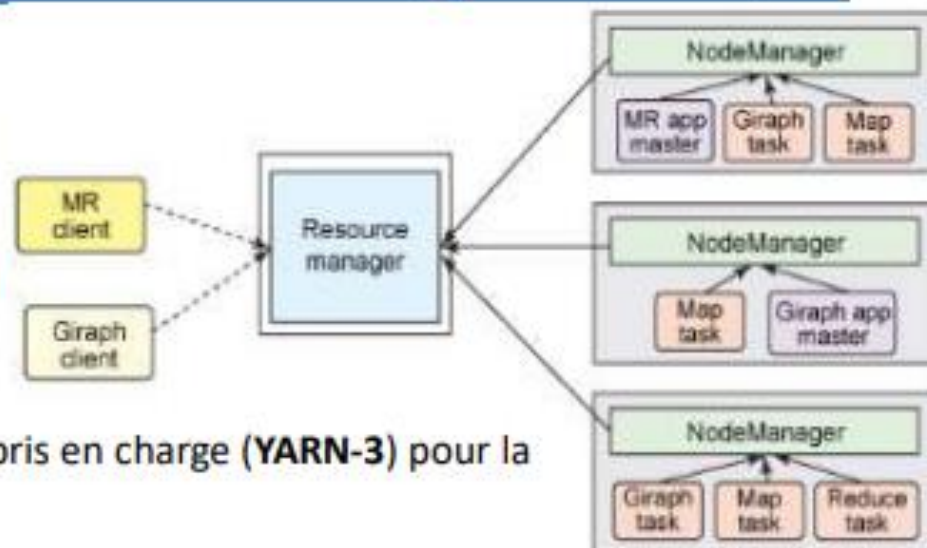 NodeManager
MR app
master
Giraph
task
Map
task
MR
client
Resource
manager
Giraph
client
NodeManager
Map
task
Giraph app
master
NodeManager
Giraph
task
Map
task
Reduce
task
pris en charge (YARN-3) pour la